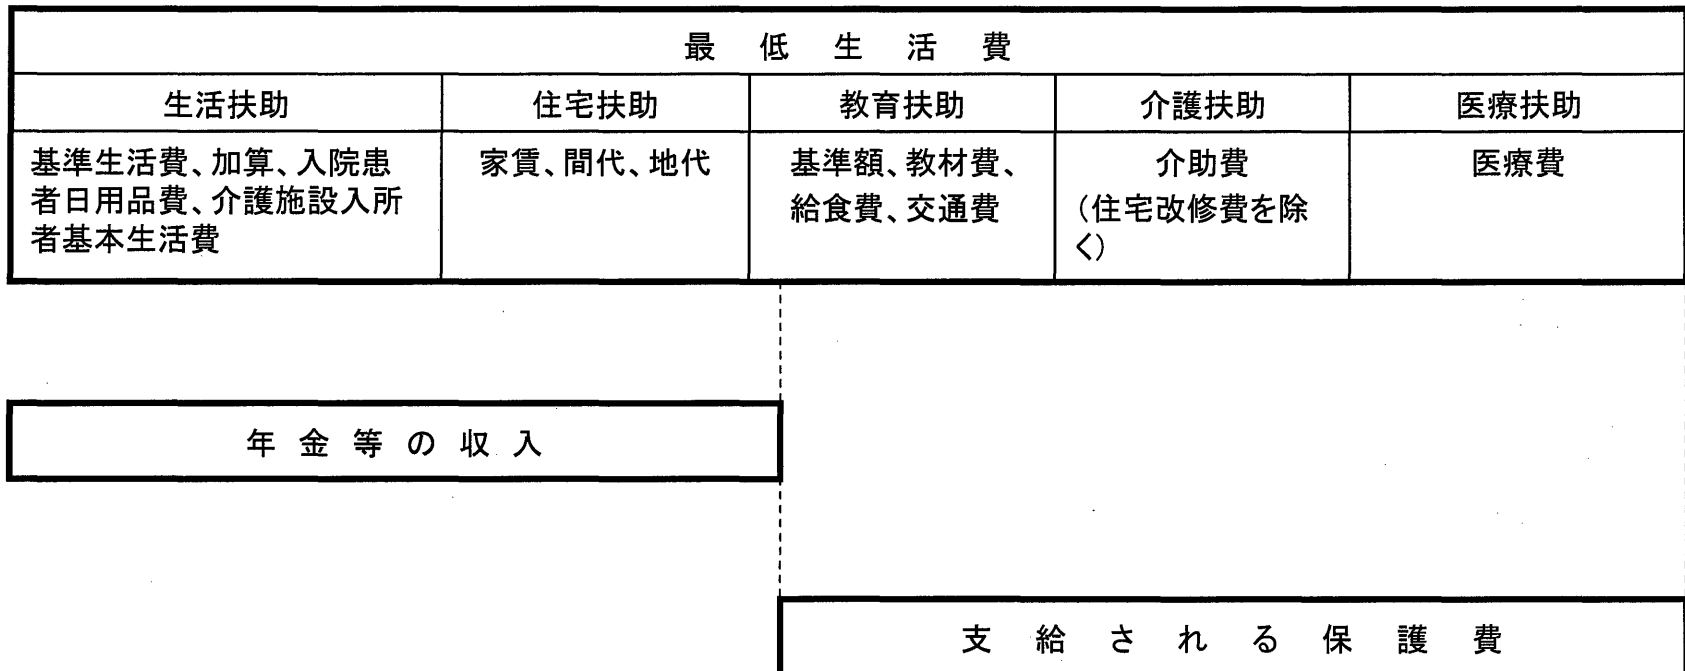 最低生活費
生活扶助
住宅扶助
教育扶助
介護扶助
医療扶助
基準生活費、加算、入院患
者日用品費、介護施設入所
者基本生活費
家賃、間代、地代
基準額、教材費、
給食費、交通費
介助費
(住宅改修費を除
く)
医療費
年金等の収入
支給される保護費